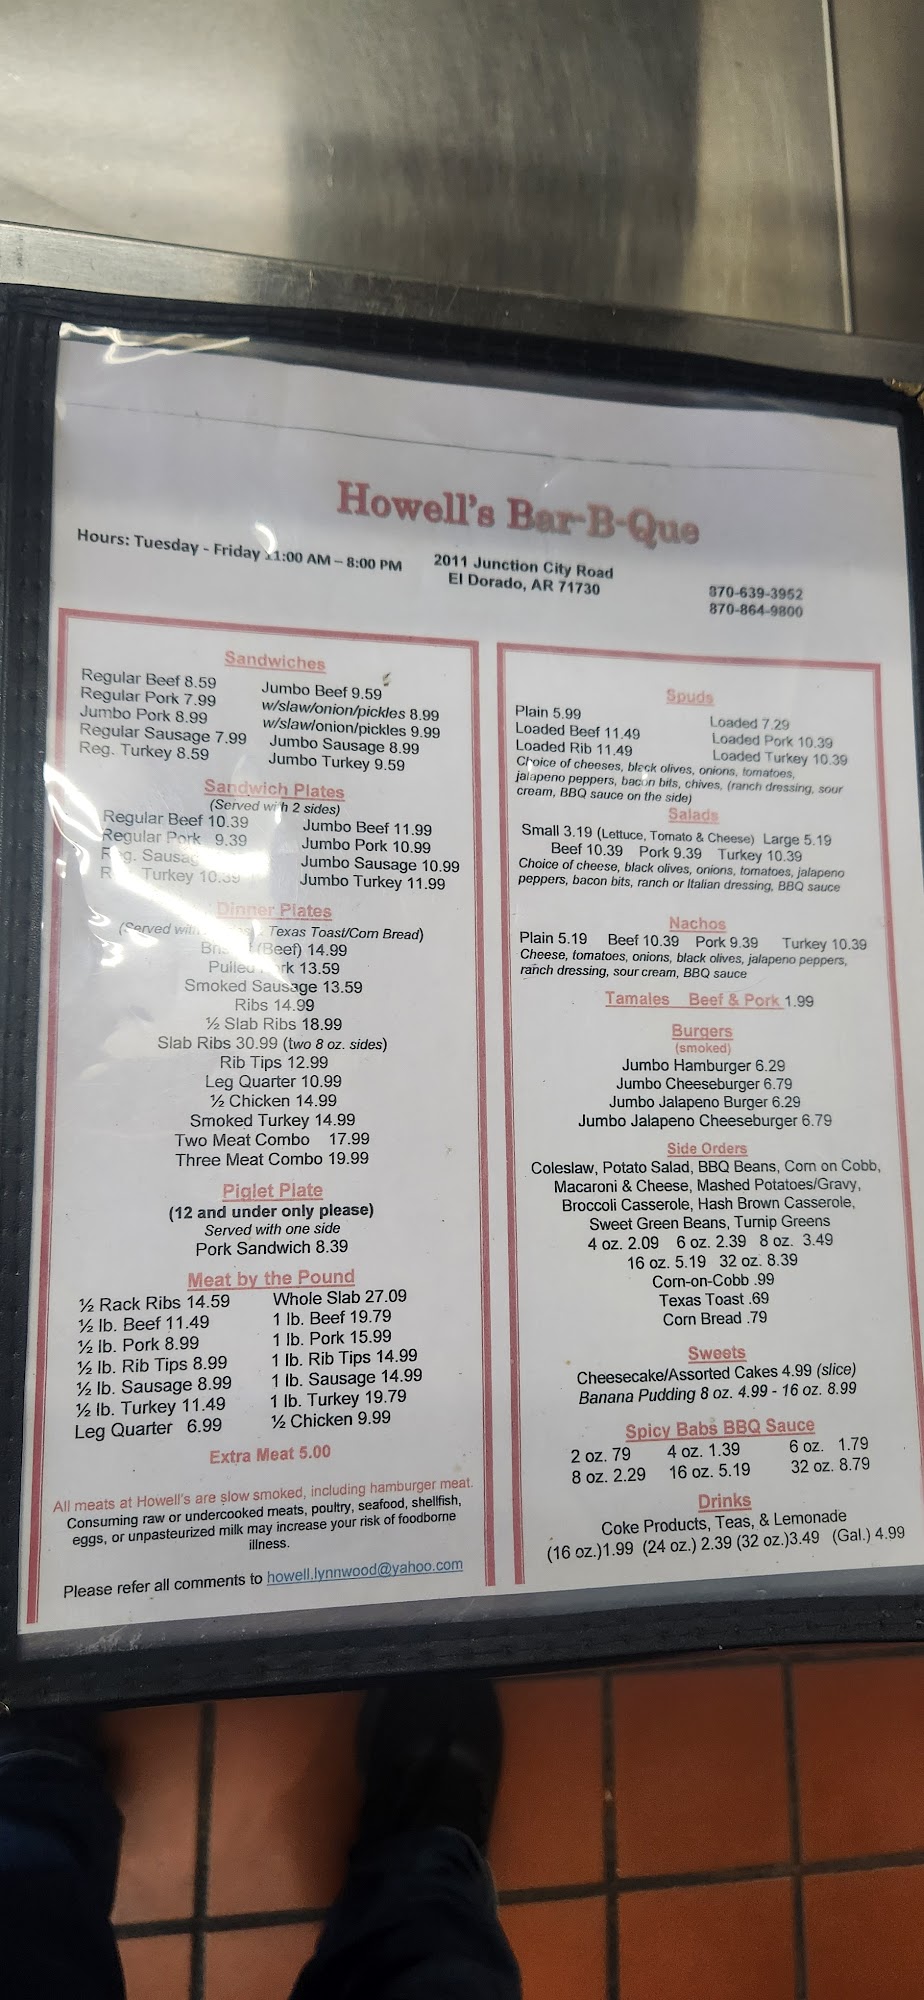 Howell's Bar-B-Que
Hours: Tuesday - Friday 11:00 AM – 8:00 PM
2011 Junction City Road
El Dorado, AR 71730
870-639-3952
870-864-9800
Sandwiches
Regular Beef 8.59 Jumbo Beef 9.59
Regular Pork 7.99 w/slaw/onion/pickles 8.99
Jumbo Pork 8.99 w/slaw/onion/pickles 9.99
Regular Sausage 7.99 Jumbo Sausage 8.99
Reg. Turkey 8.59 Jumbo Turkey 9.59
Sandwich Plates
(Served with 2 sides)
Regular Beef 10.39 Jumbo Beef 11.99
Regular Pork 9.39 Jumbo Pork 10.99
Reg. Sausag Jumbo Sausage 10.99
Turkey 10.39 Jumbo Turkey 11.99
Dinner Plates
(Served with Texas Toast/Corn Bread)
(Beef) 14.99
Pulled Pork 13.59
Smoked Sausage 13.59
Ribs 14.99
½ Slab Ribs 18.99
Slab Ribs 30.99 (two 8 oz. sides)
Rib Tips 12.99
Leg Quarter 10.99
½ Chicken 14.99
Smoked Turkey 14.99
Two Meat Combo 17.99
Three Meat Combo 19.99
Piglet Plate
(12 and under only please)
Served with one side
Pork Sandwich 8.39
Meat by the Pound
½ Rack Ribs 14.59 Whole Slab 27.09
½ lb. Beef 11.49 1 lb. Beef 19.79
½ lb. Pork 8.99 1 lb. Pork 15.99
½ lb. Rib Tips 8.99 1 lb. Rib Tips 14.99
½ lb. Sausage 8.99 1 lb. Sausage 14.99
½ lb. Turkey 11.49 1 lb. Turkey 19.79
Leg Quarter 6.99 ½ Chicken 9.99
Extra Meat 5.00
All meats at Howell's are slow smoked, including hamburger meat.
Consuming raw or undercooked meats, poultry, seafood, shellfish,
eggs, or unpasteurized milk may increase your risk of foodborne
illness.
Please refer all comments to howell.lynnwood@yahoo.com
Spuds
Plain 5.99 Loaded 7.29
Loaded Beef 11.49 Loaded Pork 10.39
Loaded Rib 11.49 Loaded Turkey 10.39
Choice of cheeses, black olives, onions, tomatoes,
jalapeno peppers, bacon bits, chives, (ranch dressing, sour
cream, BBQ sauce on the side)
Salads
Small 3.19 (Lettuce, Tomato & Cheese) Large 5.19
Beef 10.39 Pork 9.39 Turkey 10.39
Choice of cheese, black olives, onions, tomatoes, jalapeno
peppers, bacon bits, ranch or Italian dressing, BBQ sauce
Nachos
Plain 5.19 Beef 10.39 Pork 9.39 Turkey 10.39
Cheese, tomatoes, onions, black olives, jalapeno peppers,
ranch dressing, sour cream, BBQ sauce
Tamales Beef & Pork 1.99
Burgers
(smoked)
Jumbo Hamburger 6.29
Jumbo Cheeseburger 6.79
Jumbo Jalapeno Burger 6.29
Jumbo Jalapeno Cheeseburger 6.79
Side Orders
Coleslaw, Potato Salad, BBQ Beans, Corn on Cobb,
Macaroni & Cheese, Mashed Potatoes/Gravy,
Broccoli Casserole, Hash Brown Casserole,
Sweet Green Beans, Turnip Greens
4 oz. 2.09 6 oz. 2.39 8 oz. 3.49
16 oz. 5.19 32 oz. 8.39
Corn-on-Cobb .99
Texas Toast .69
Corn Bread .79
Sweets
Cheesecake/Assorted Cakes 4.99 (slice)
Banana Pudding 8 oz. 4.99 - 16 oz. 8.99
Spicy Babs BBQ Sauce
2 oz. 79 4 oz. 1.39 6 oz. 1.79
8 oz. 2.29 16 oz. 5.19 32 oz. 8.79
Drinks
Coke Products, Teas, & Lemonade
(16 oz.)1.99 (24 oz.) 2.39 (32 oz.)3.49 (Gal.) 4.99